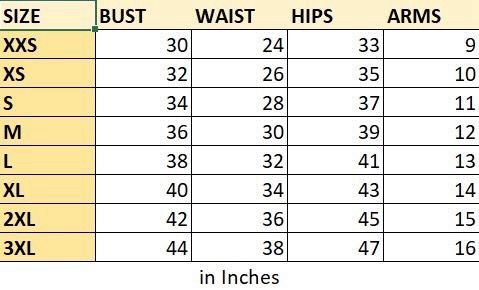 SIZE BUST WAIST HIPS ARMS
XXS 30 24 33 9
XS 32 26 35 10
S 34 28 37 11
M 36 30 39 12
L 38 32 41 13
XL 40 34 43 14
2XL 42 36 45 15
3XL 44 38 47 16
in Inches